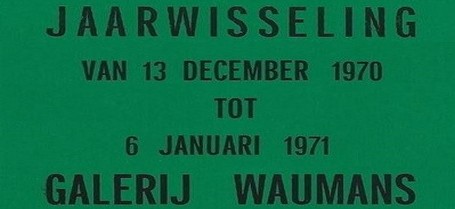 JAARWISSELING
VAN 13 DECEMBER 1970
TOT
6 JANUARI 1971
GALERIJ WAUMANS